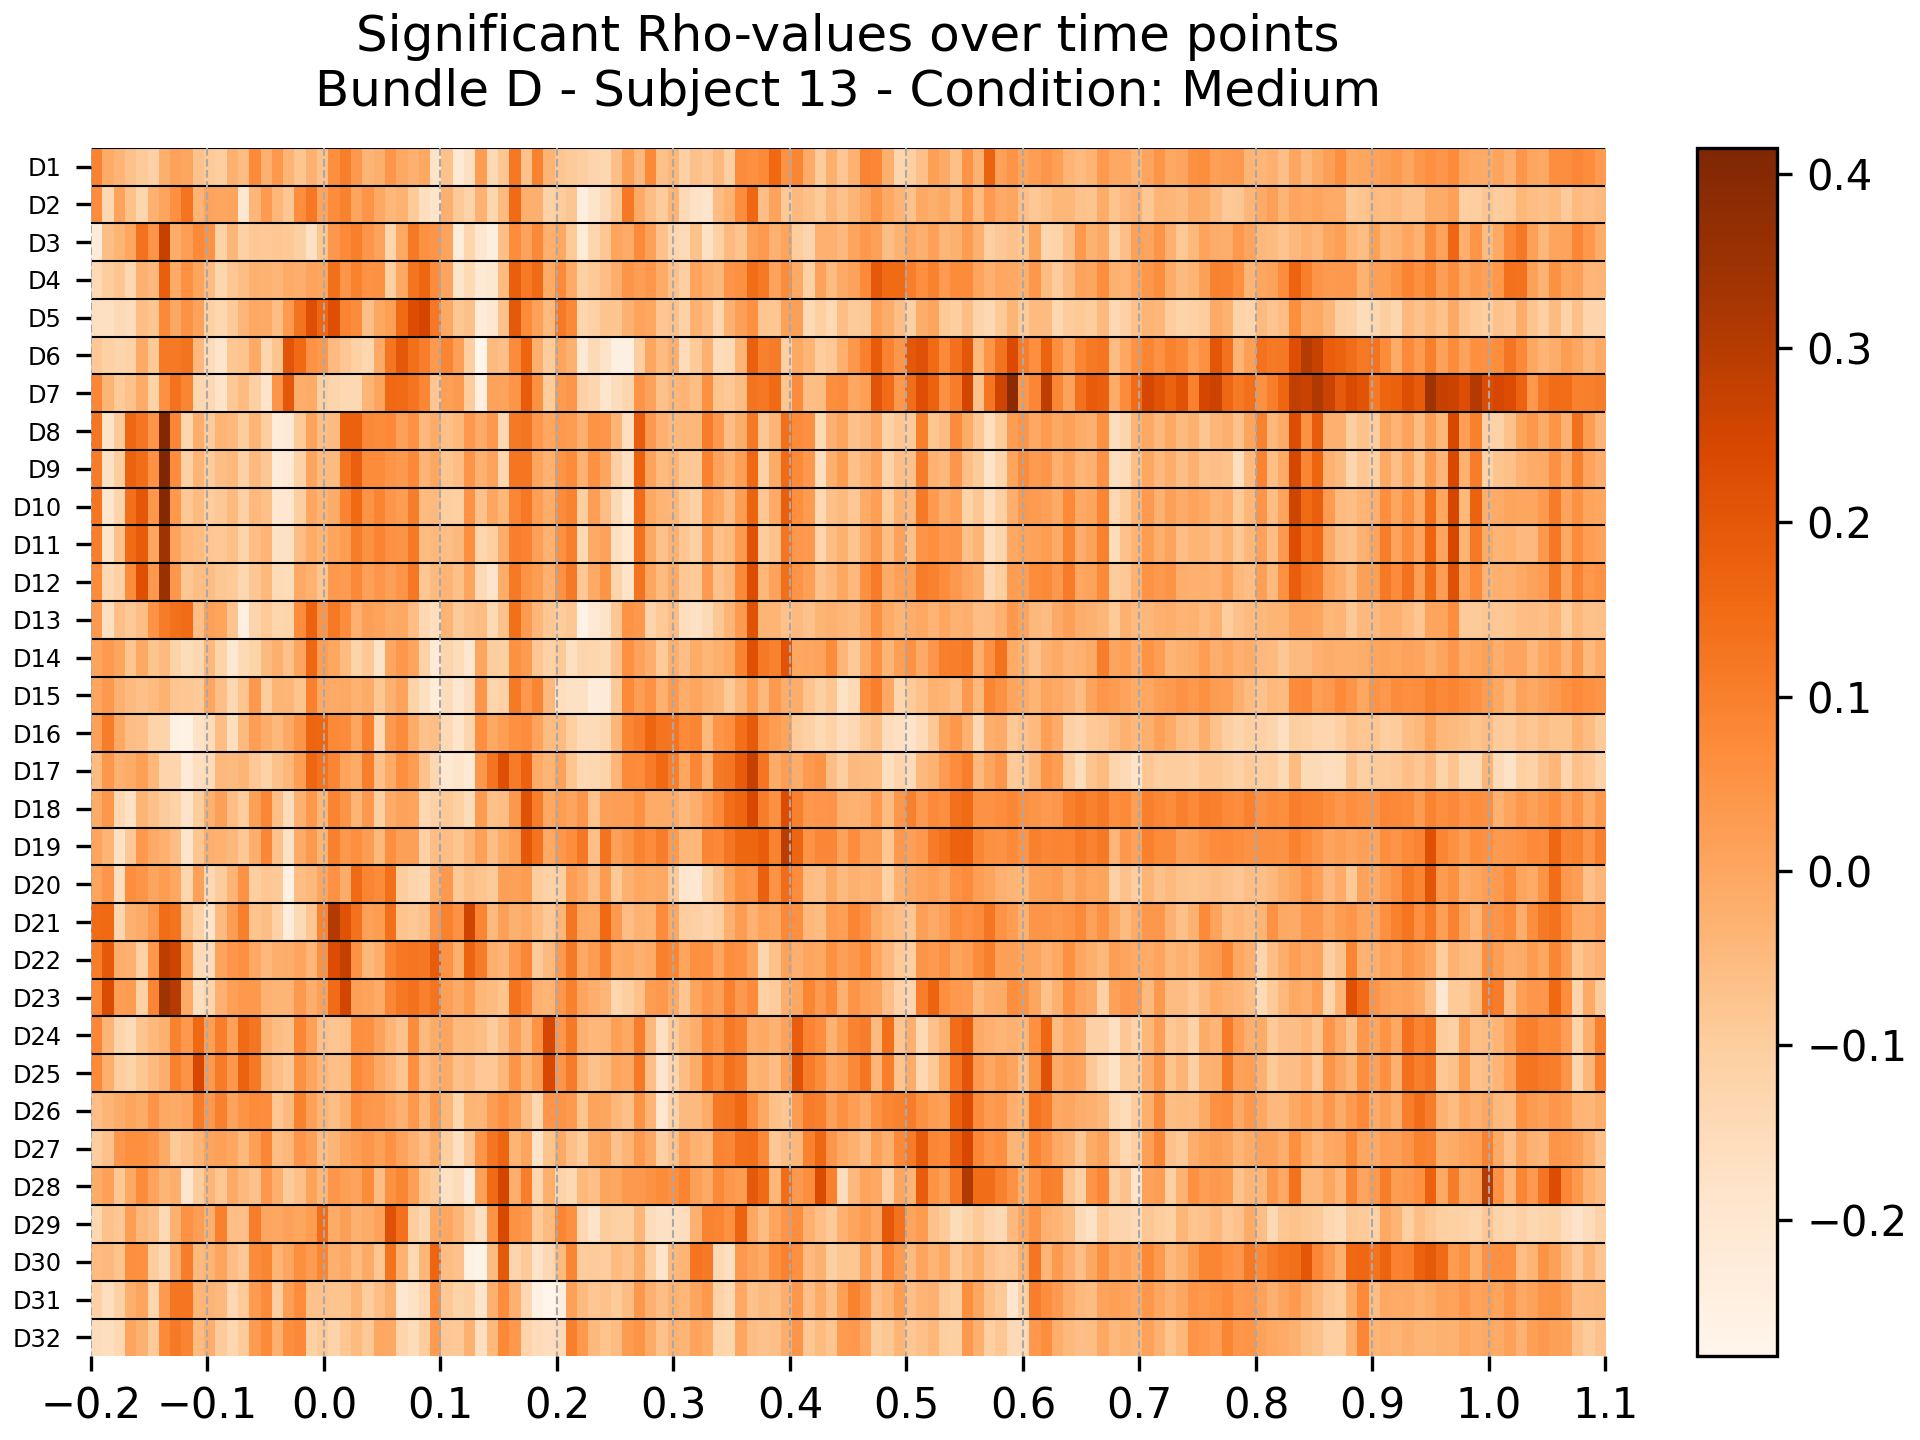 Significant Rho-values over time points
Bundle D - Subject 13 - Condition: Medium
D1
D2
D3
D4
D5
D6
D7
D8
D9
D10
D11
D12
D13
D14
D15
D16
D17
D18
D19
D20
D21
D22
D23
D24
D25
D26
D27
D28
D29
D30
D31
D32
−0.2 −0.1 0.0 0.1 0.2 0.3 0.4 0.5 0.6 0.7 0.8 0.9 1.0 1.1
0.4
0.3
0.2
0.1
0.0
−0.1
−0.2